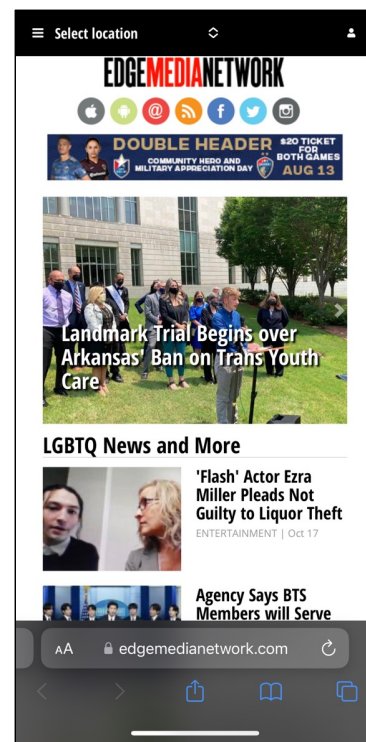 Select location
EDGEMEDIANETWORK
DOUBLE HEADER
COMMUNITY HERO AND
MILITARY APPRECIATION DAY
$20 TICKET
FOR
BOTH GAMES
AUG 13
Landmark Trial Begins over
Arkansas' Ban on Trans Youth
Care
LGBTQ News and More
'Flash' Actor Ezra
Miller Pleads Not
Guilty to Liquor Theft
ENTERTAINMENT | Oct 17
Agency Says BTS
Members will Serve
AA
edgemedianetwork.com